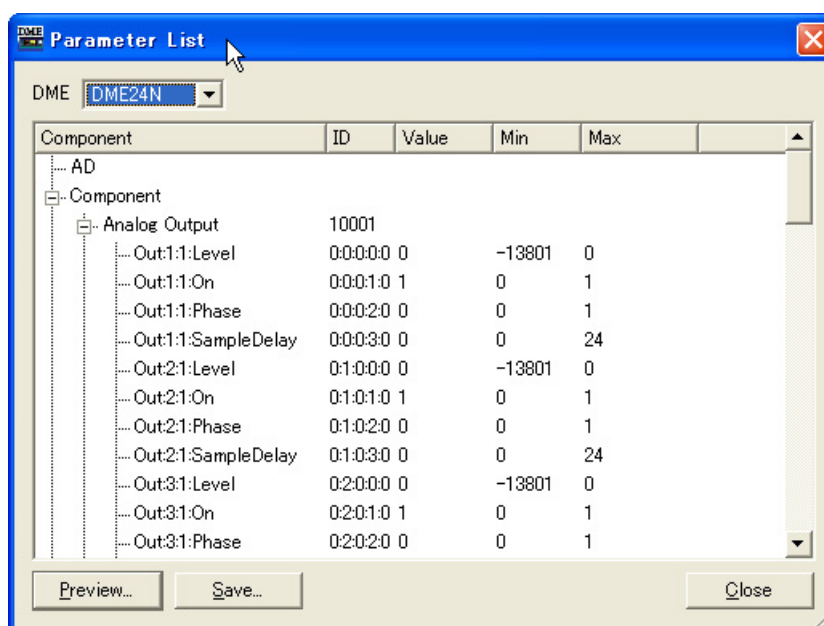 DME Parameter List
DME DME24N
Component ID Value Min Max
AD
Component
Analog Output 10001
Out:1:1:Level 0:0:0:0:0 0 -13801 0
Out:1:1:On 0:0:0:1:0 1 0 1
Out:1:1:Phase 0:0:0:2:0 0 0 1
Out:1:1:SampleDelay 0:0:0:3:0 0 0 24
Out:2:1:Level 0:1:0:0:0 0 -13801 0
Out:2:1:On 0:1:0:1:0 1 0 1
Out:2:1:Phase 0:1:0:2:0 0 0 1
Out:2:1:SampleDelay 0:1:0:3:0 0 0 24
Out:3:1:Level 0:2:0:0:0 0 -13801 0
Out:3:1:On 0:2:0:1:0 1 0 1
Out:3:1:Phase 0:2:0:2:0 0 0 1
Preview... Save... Close